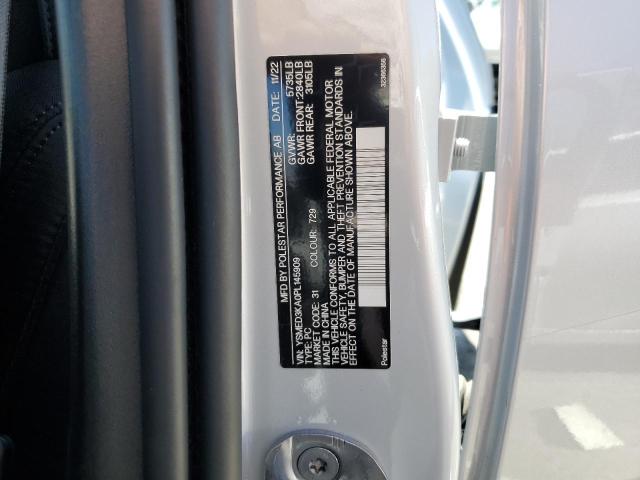 MFD BY POLESTAR PERFORMANCE AB DATE: 11/22
GVWR: 5735LB
GAWR FRONT: 2840LB
GAWR REAR: 3105LB
VIN: YSMED3KA0PL145909
TYPE: PC
MARKET CODE: 31 COLOUR: 729
MADE IN CHINA
THIS VEHICLE CONFORMS TO ALL APPLICABLE FEDERAL MOTOR
VEHICLE SAFETY, BUMPER AND THEFT PREVENTION STANDARDS IN
EFFECT ON THE DATE OF MANUFACTURE SHOWN ABOVE.
Polestar